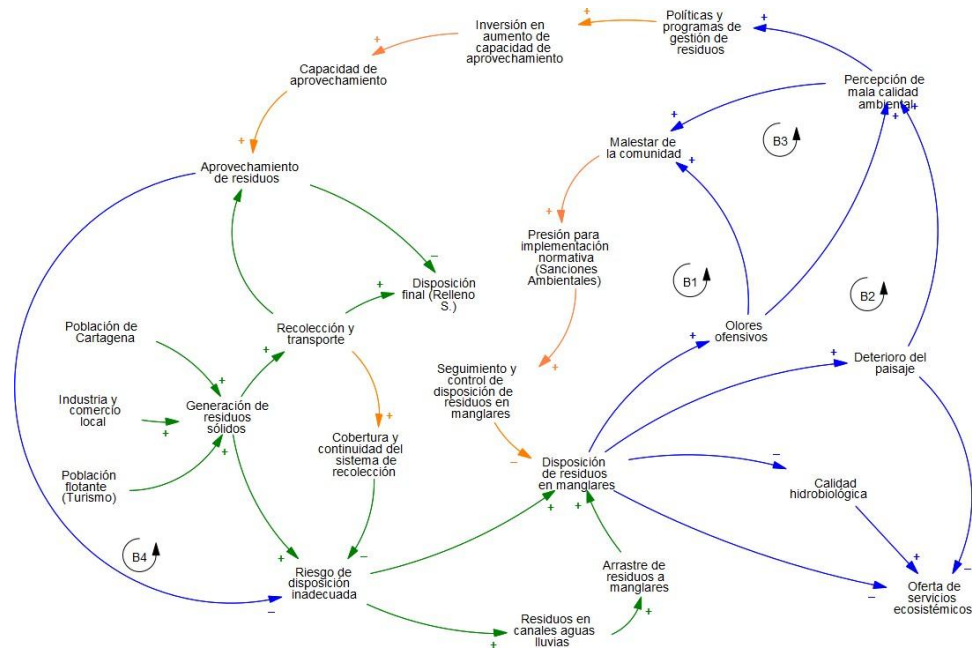 Políticas y
programas de
gestión de
residuos
Inversión en
aumento de
capacidad de
aprovechamiento
Capacidad de
aprovechamiento
Percepción de
mala calidad
ambiental
Malestar de
la comunidad
B3
Aprovechamiento
de residuos
Presión para
implementación
normativa
(Sanciones
Ambientales)
B1
B2
Disposición
final (Relleno
S.)
Población de
Cartagena
Recolección y
transporte
Olores
ofensivos
Deterioro del
paisaje
Industria y
comercio
local
Generación de
residuos
sólidos
Seguimiento y
control de
disposición de
residuos en
manglares
Cobertura y
continuidad del
sistema de
recolección
Población
flotante
(Turismo)
Disposición
de residuos
en manglares
Calidad
hidrobiológica
B4
Riesgo de
disposición
inadecuada
Arrastre de
residuos a
manglares
Oferta de
servicios
ecosistémicos
Residuos en
canales aguas
lluvias